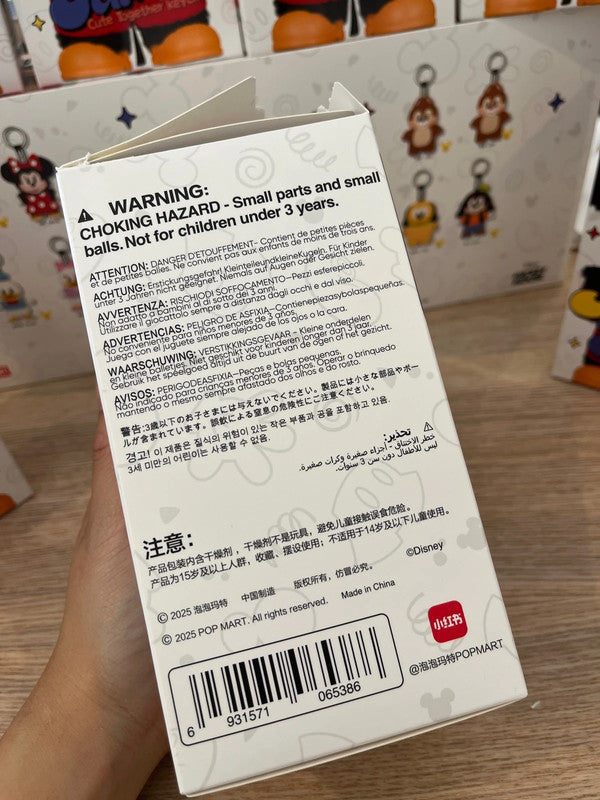 Cute Together Key
⚠ WARNING:
CHOKING HAZARD - Small parts and small
balls. Not for children under 3 years.
ATTENTION: DANGER D'ETOUFFEMENT- Contient de petites pièces
et de petites balles. Ne convient pas aux enfants de moins de trois ans.
ACHTUNG: Erstickungsgefahr! KleinteileundkleineKugeln. Für Kinder
unter 3 Jahren nicht geeignet. Niemals auf Augen oder Gesicht zielen.
AVVERTENZA: RISCHIODI SOFFOCAMENTO-Pezzi esferepiccoli.
Non adatto a bambini al di sotto dei 3 anni.
Utilizzare il giocattolo sempre a distanza dagli occhi e dal viso.
ADVERTENCIAS: PELIGRO DE ASFIXIA-Contienepiezasybolaspequeñas.
No conveniente para niños menores de 3 años.
Juega con el juguete siempre alejado de los ojos o la cara.
WAARSCHUWING: VERSTIKKINGSGEVAAR - Kleine onderdelen
en kleine balletjes. Niet geschikt voor kinderen jonger dan 3 jaar.
Gebruik het speelgoed altijd uit de buurt van ogen of het gezicht.
AVISOS: PERIGODEASFIXIA-Peças e bolas pequenas.
Não indicado para crianças menores de 3 años. Operar o brinquedo
mantendo o mesmo sempre afastado dos olhos e do rosto.
警告:3歳以下のお子さまには与えないでください。製品には小さな部品やボー
ルが含まれています。誤飲による窒息の危険性にご注意ください。
경고! 이 제품은 질식의 위험이 있는 작은 부품과 공을 포함하고 있음.
3세 미만의 어린이는 사용할 수 없음.
⚠ تحذير:
خطر الاختناق - أجزاء صغيرة وكرات صغيرة.
ليس للأطفال دون سن 3 سنوات.
注意：
产品包装内含干燥剂，干燥剂不是玩具，避免儿童接触误食危险。
产品为15岁及以上人群，收藏、摆设使用；不适用于14岁及以下儿童使用。
©Disney
© 2025 泡泡玛特 中国制造 版权所有，仿冒必究。
© 2025 POP MART. All rights reserved. Made in China
小红书
@泡泡玛特POPMART
6 931571 065386